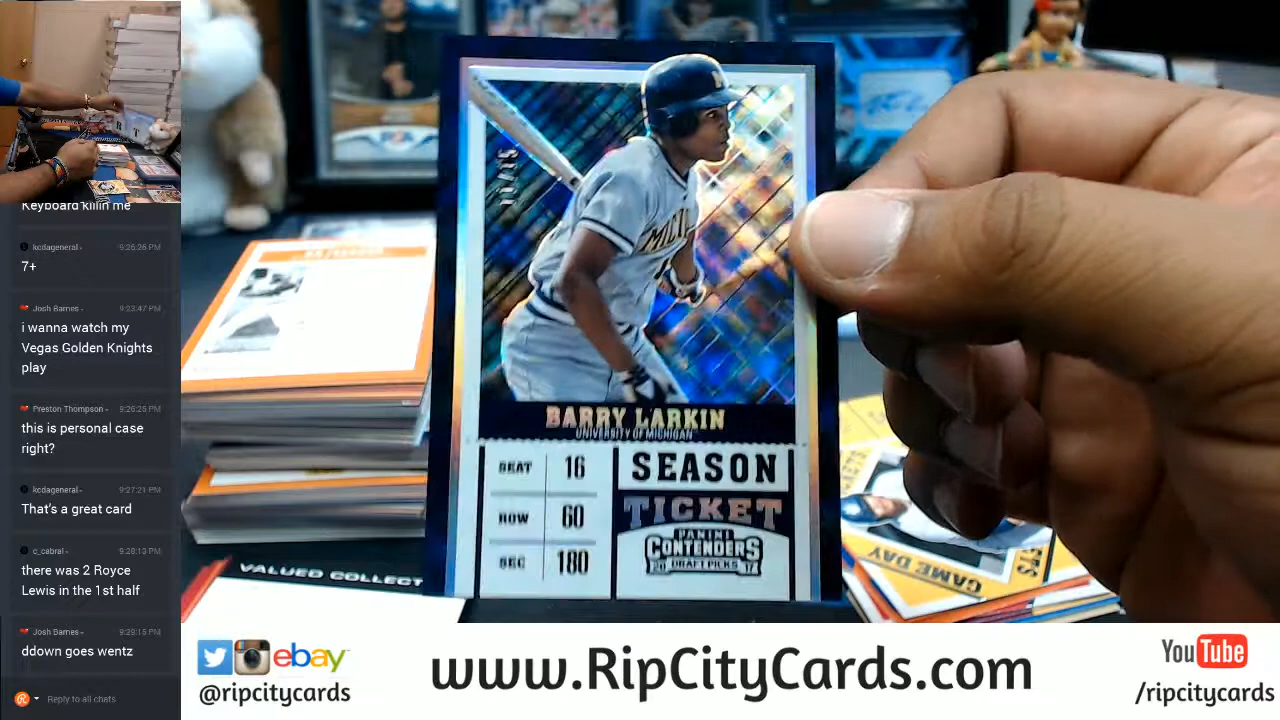 Keyboard killin me
kcdageneral
9:26:26 PM
7+
Josh Barnes
9:23:47 PM
i wanna watch my
Vegas Golden Knights
play
Preston Thompson
9:26:25 PM
this is personal case
right?
kcdageneral
9:27:21 PM
That's a great card
c_cabral
9:28:13 PM
there was 2 Royce
Lewis in the 1st half
Josh Barnes
9:29:15 PM
ddown goes wentz
Reply to all chats
BARRY LARKIN
UNIVERSITY OF MICHIGAN
SEAT 16
ROW 60
SEC 180
SEASON
TICKET
PANINI
CONTENDERS
20 DRAFT PICKS 17
VALUED COLLECT
GAME DAY
ebay
@ripcitycards
www.RipCityCards.com
YouTube
/ripcitycards